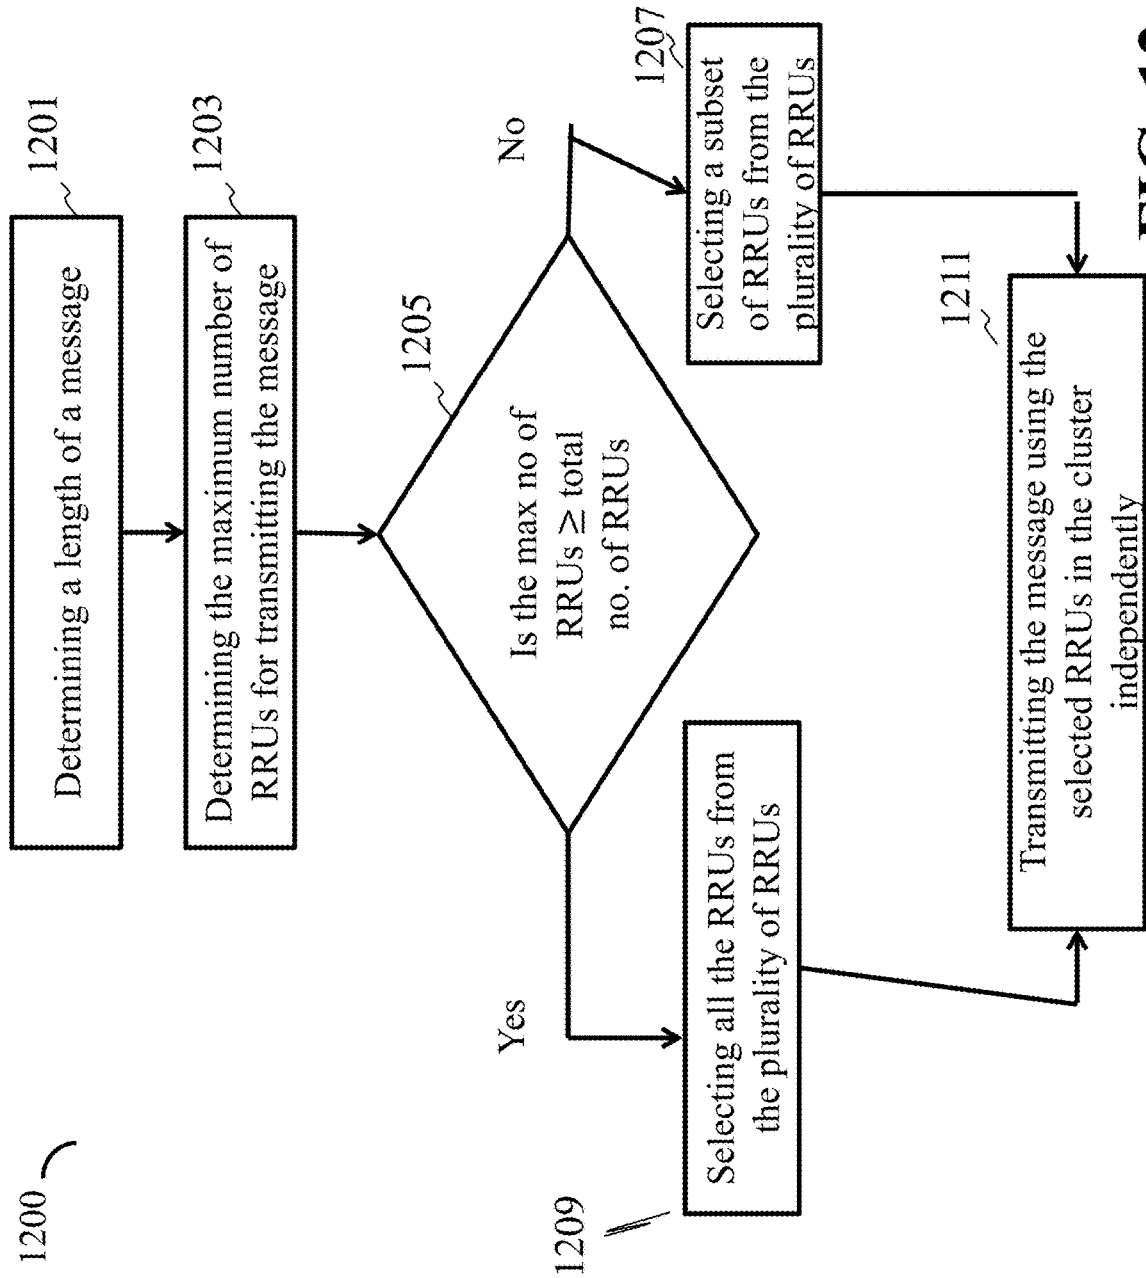 1200
1201
Determining a length of a message
1203
Determining the maximum number of
RRUs for transmitting the message
1205
Is the max no of
RRUs ≥ total
no. of RRUs
Yes
No
1209
Selecting all the RRUs from
the plurality of RRUs
1207
Selecting a subset
of RRUs from the
plurality of RRUs
1211
Transmitting the message using the
selected RRUs in the cluster
independently